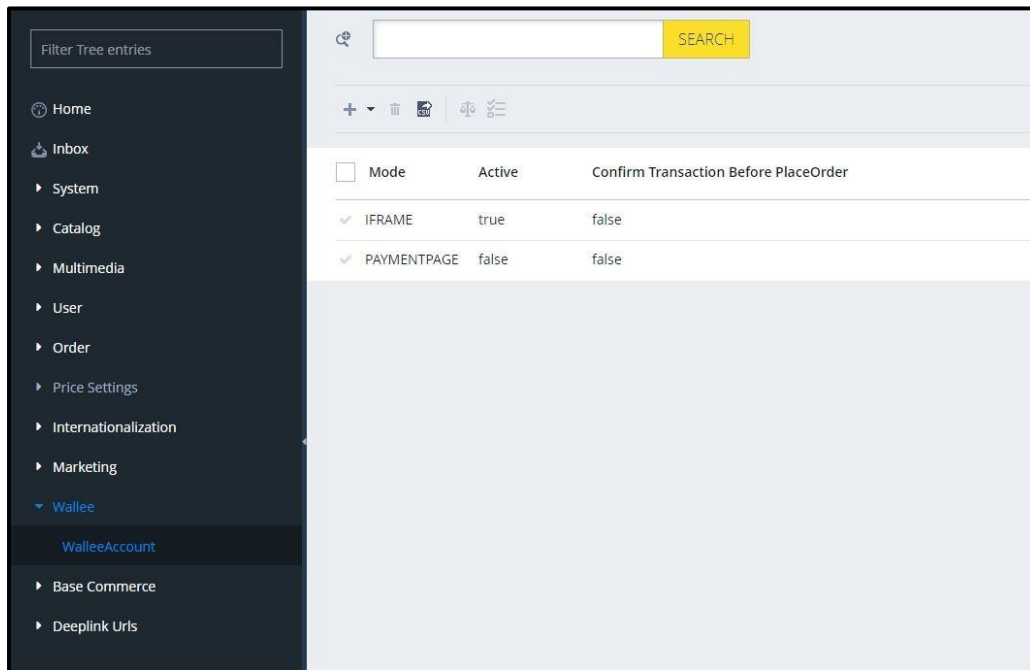 Filter Tree entries
Home
Inbox
System
Catalog
Multimedia
User
Order
Price Settings
Internationalization
Marketing
Wallee
WalleeAccount
Base Commerce
Deeplink Urls
SEARCH
CSV
Mode Active Confirm Transaction Before PlaceOrder
IFRAME true false
PAYMENTPAGE false false